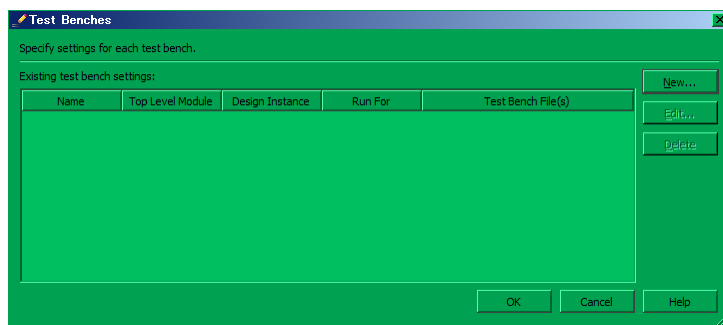 Test Benches
Specify settings for each test bench.
Existing test bench settings:
Name Top Level Module Design Instance Run For Test Bench File(s)
New...
Edit...
Delete
OK Cancel Help